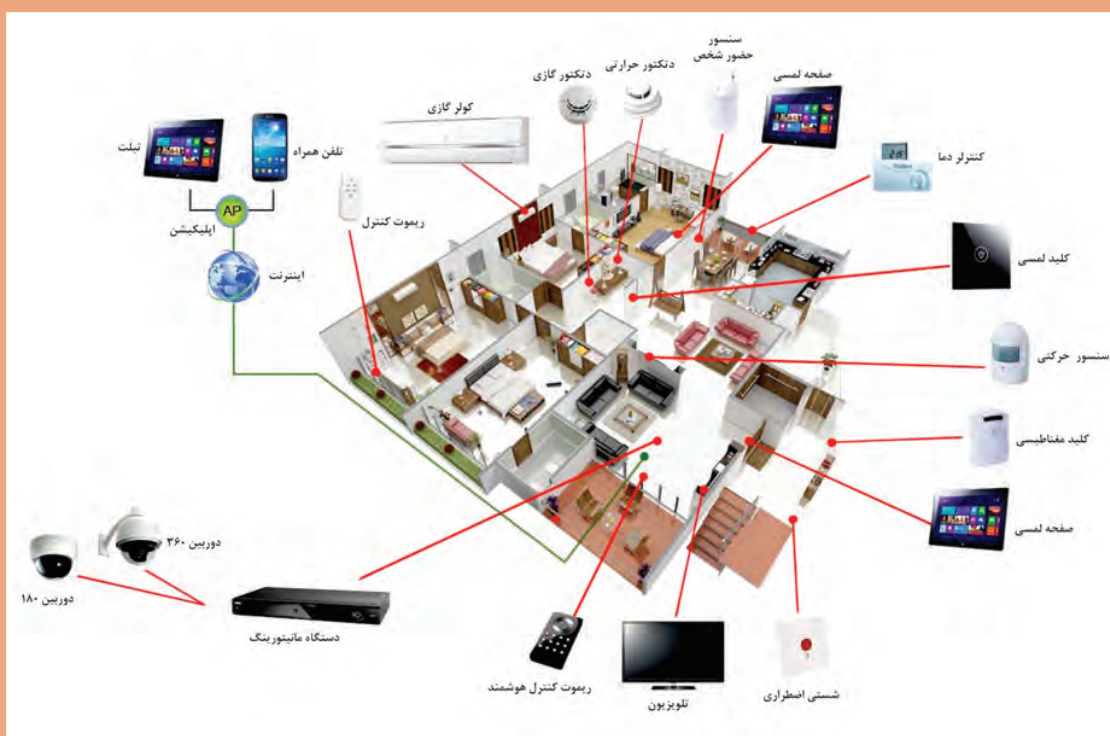 سنسور
حضور شخص
دتکتور حرارتی
دتکتور گازی
صفحه لمسی
کولر گازی
کنترلر دما
تبلت
تلفن همراه
ریموت کنترل
AP
اپلیکیشن
کلید لمسی
اینترنت
سنسور حرکتی
کلید مغناطیسی
صفحه لمسی
دوربین ۳۶۰
دوربین ۱۸۰
دستگاه مانیتورینگ
ریموت کنترل هوشمند
تلویزیون
شستی اضطراری